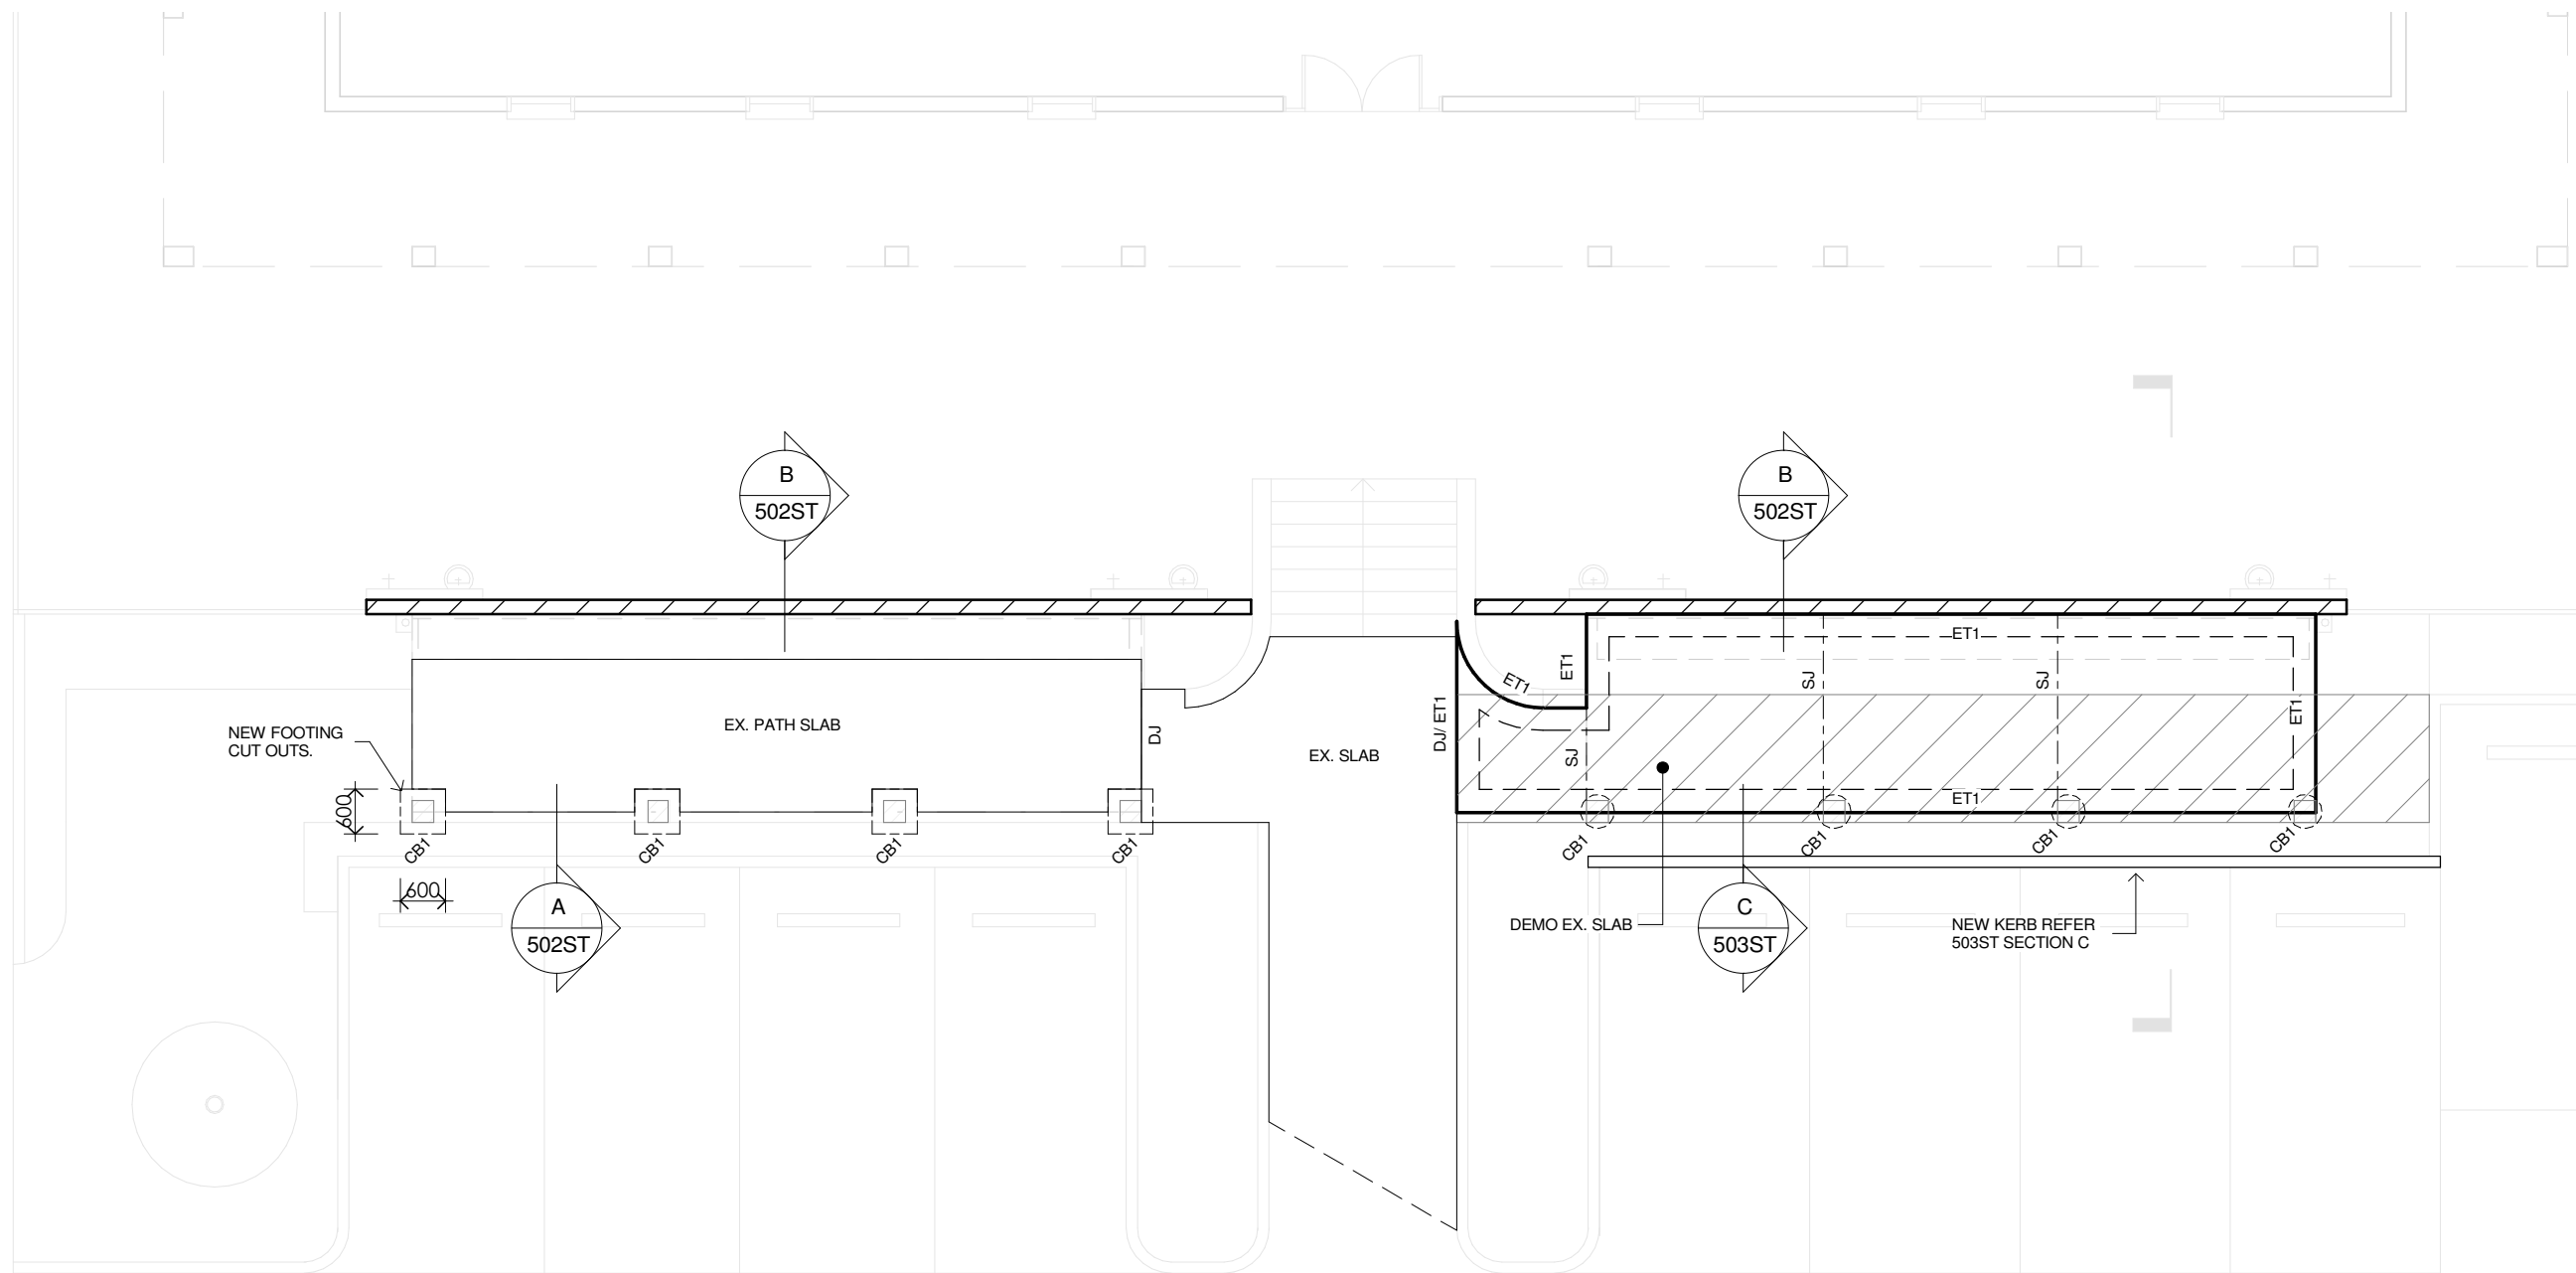 B
502ST
B
502ST
ET1
ET1
SJ
SJ
ET1
ET1
DJ/ ET1
DJ
EX. PATH SLAB
NEW FOOTING
CUT OUTS.
EX. SLAB
SJ
ET1
600
CB1
CB1
CB1
CB1
CB1
CB1
CB1
CB1
600
A
502ST
C
503ST
DEMO EX. SLAB
NEW KERB REFER
503ST SECTION C